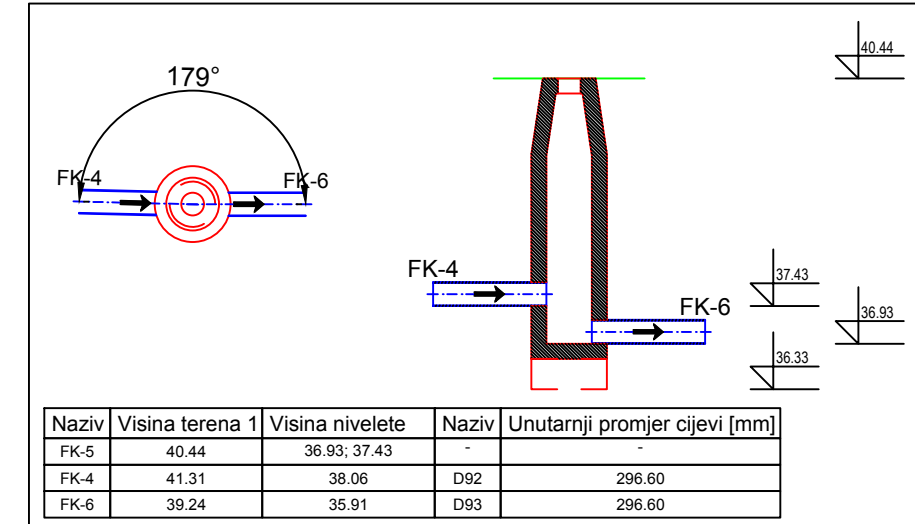 179°
FK-4
FK-6
40.44
FK-4
FK-6
37.43
36.93
36.33
Naziv Visina terena 1 Visina nivelete Naziv Unutarnji promjer cijevi [mm]
FK-5 40.44 36.93; 37.43 - -
FK-4 41.31 38.06 D92 296.60
FK-6 39.24 35.91 D93 296.60